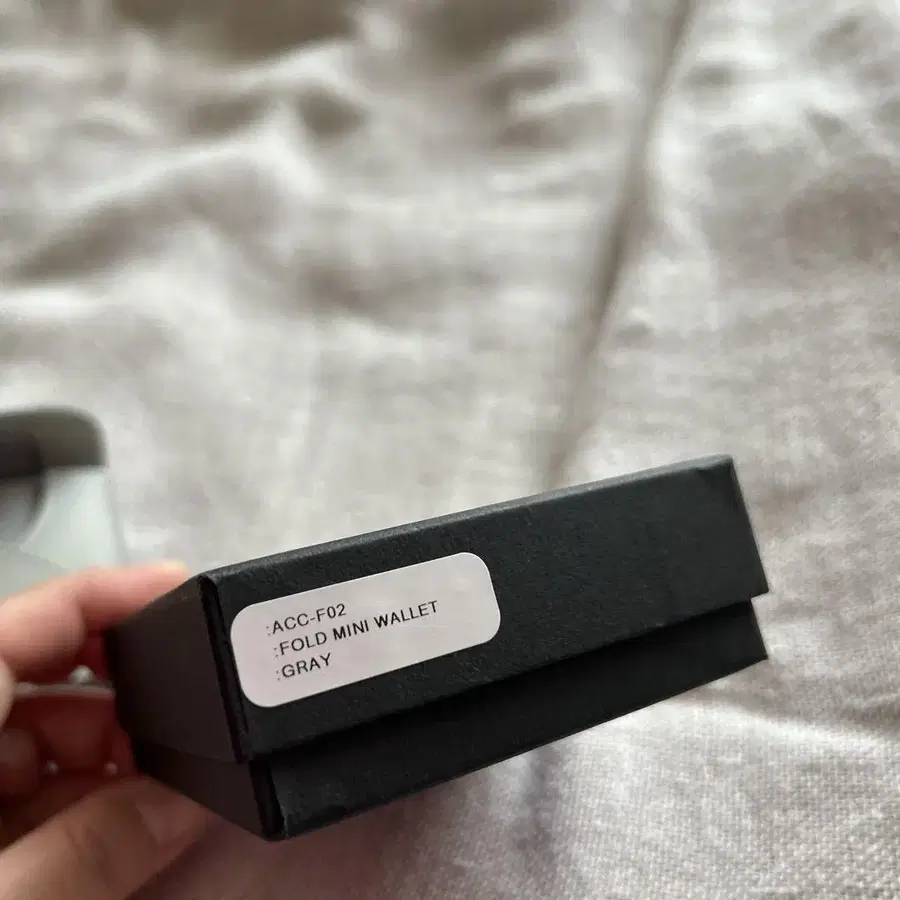 :ACC-F02
:FOLD MINI WALLET
:GRAY